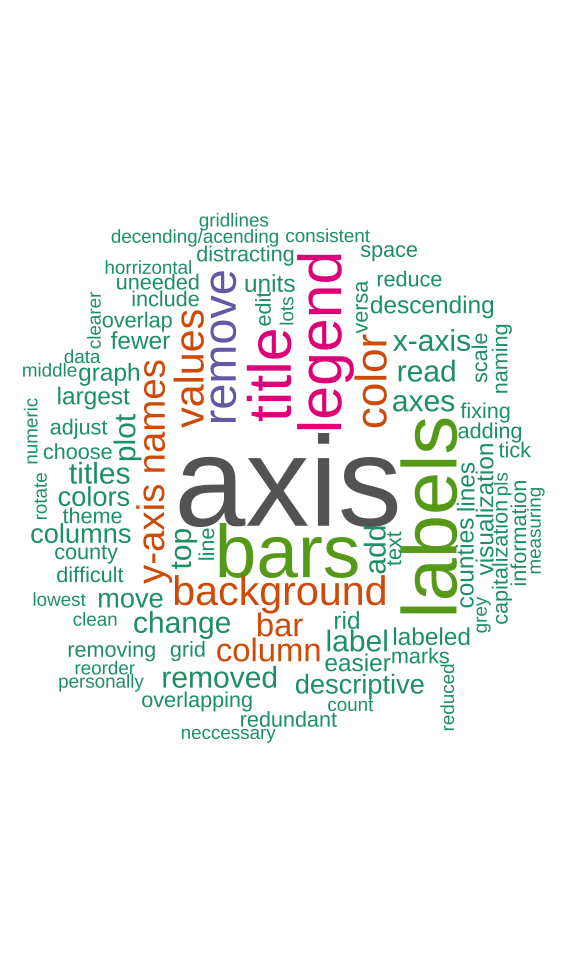 gridlines
decending/acending
consistent
distracting
space
horrizontal
uneeded
remove
units
legend
reduce
include
edit
lots
versa
descending
clearer
overlap
values
title
color
x-axis
scale
naming
fewer
data
middle
graph
names
read
largest
axes
fixing
numeric
adjust
plot
adding
choose
axis
labels
tick
titles
rotate
colors
y-axis
lines
visualization
pls
theme
columns
top
line
bars
add
text
counties
capitalization
information
measuring
county
difficult
background
lowest
move
grey
clean
change
bar
rid
label
labeled
removing
grid
column
easier
marks
reorder
personally
removed
descriptive
reduced
overlapping
count
redundant
neccessary